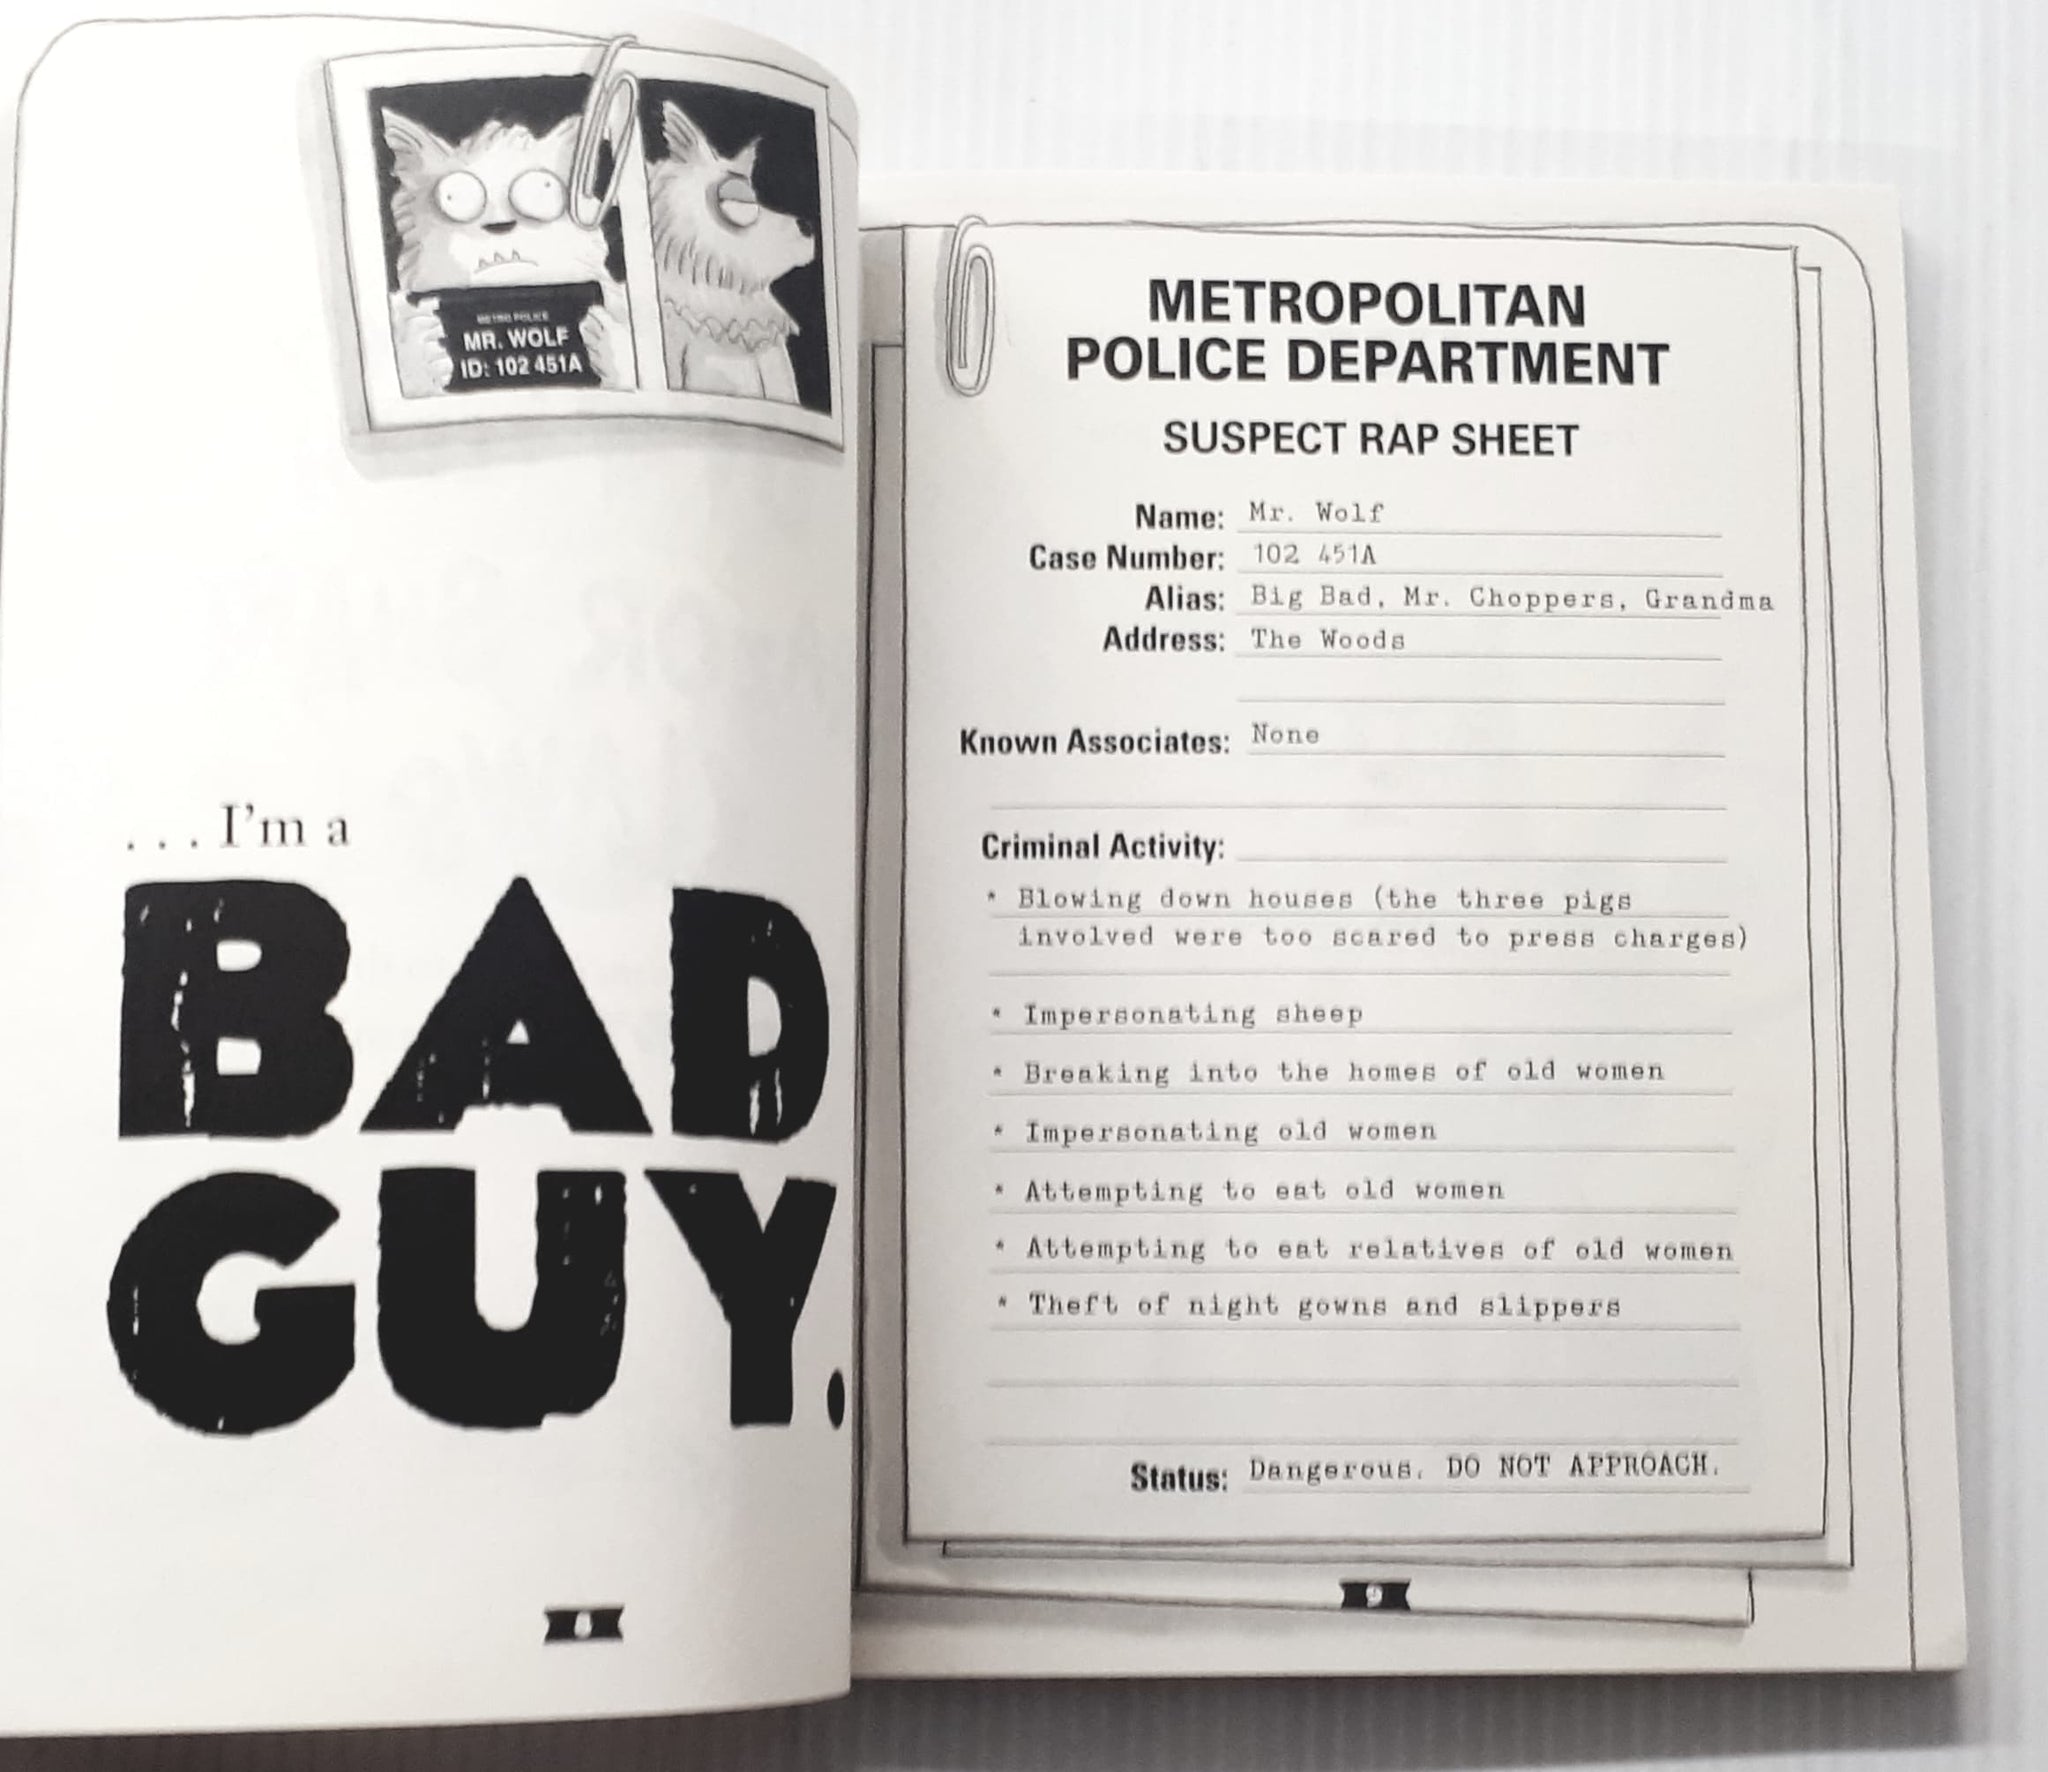 METRO POLICE
MR. WOLF
ID: 102 451A
. . . I'm a
BAD
GUY.
8
METROPOLITAN
POLICE DEPARTMENT
SUSPECT RAP SHEET
Name: Mr. Wolf
Case Number: 102 451A
Alias: Big Bad, Mr. Choppers, Grandma
Address: The Woods
Known Associates: None
Criminal Activity:
* Blowing down houses (the three pigs
involved were too scared to press charges)
* Impersonating sheep
* Breaking into the homes of old women
* Impersonating old women
* Attempting to eat old women
* Attempting to eat relatives of old women
* Theft of night gowns and slippers
Status: Dangerous. DO NOT APPROACH.
9